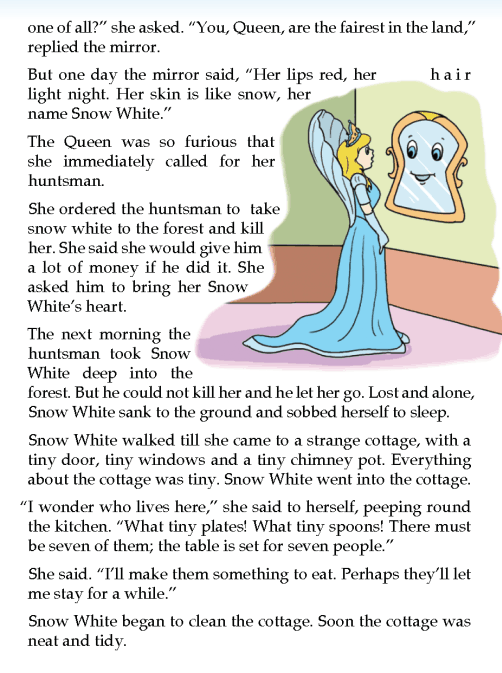 one of all?” she asked. “You, Queen, are the fairest in the land,”
replied the mirror.
But one day the mirror said, “Her lips red, her hair
light night. Her skin is like snow, her
name Snow White.”
The Queen was so furious that
she immediately called for her
huntsman.
She ordered the huntsman to take
snow white to the forest and kill
her. She said she would give him
a lot of money if he did it. She
asked him to bring her Snow
White’s heart.
The next morning the
huntsman took Snow
White deep into the
forest. But he could not kill her and he let her go. Lost and alone,
Snow White sank to the ground and sobbed herself to sleep.
Snow White walked till she came to a strange cottage, with a
tiny door, tiny windows and a tiny chimney pot. Everything
about the cottage was tiny. Snow White went into the cottage.
“I wonder who lives here,” she said to herself, peeping round
the kitchen. “What tiny plates! What tiny spoons! There must
be seven of them; the table is set for seven people.”
She said. “I’ll make them something to eat. Perhaps they’ll let
me stay for a while.”
Snow White began to clean the cottage. Soon the cottage was
neat and tidy.